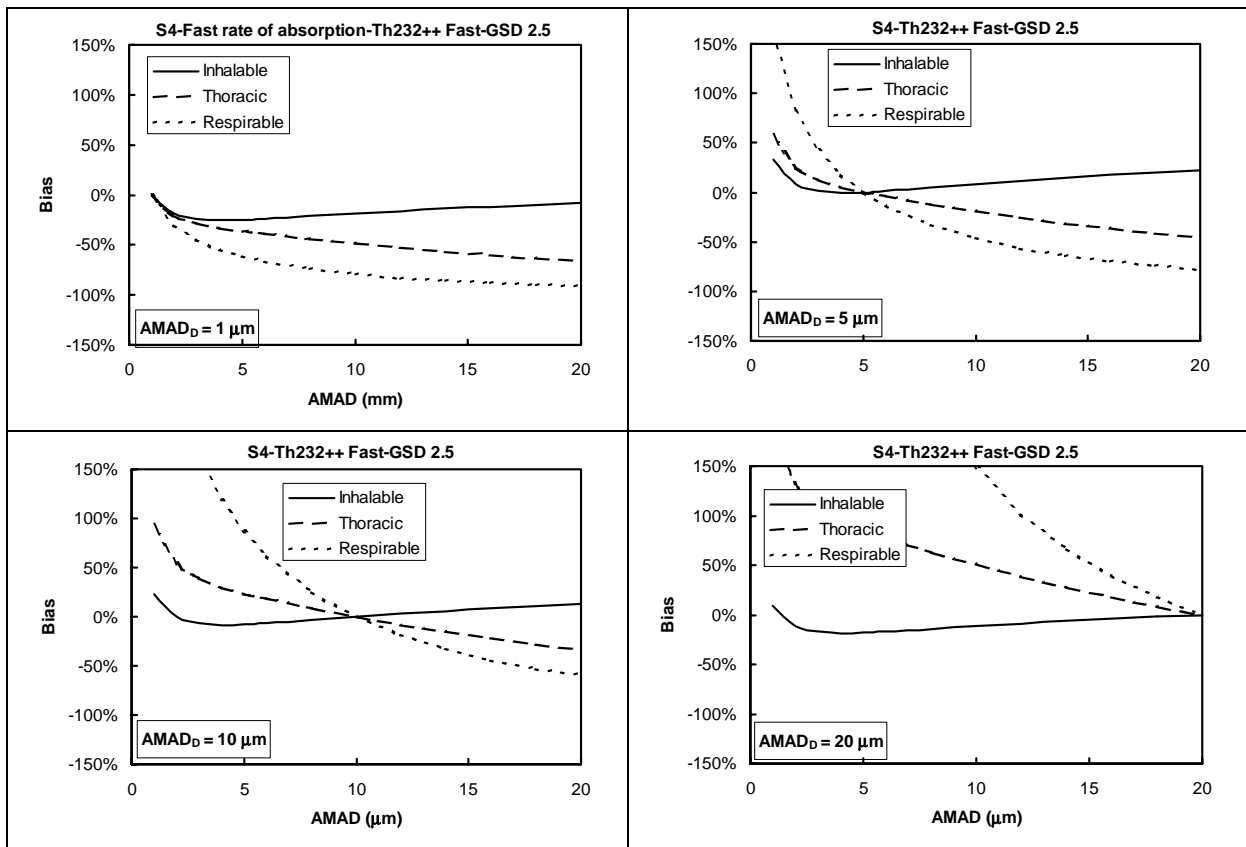 S4-Fast rate of absorption-Th232++ Fast-GSD 2.5
150%
100%
50%
0%
-50%
-100%
-150%
Bias
Inhalable
Thoracic
Respirable
AMAD_D = 1 μm
0
5
10
15
20
AMAD (mm)
S4-Th232++ Fast-GSD 2.5
150%
100%
50%
0%
-50%
-100%
-150%
Inhalable
Thoracic
Respirable
AMAD_D = 5 μm
0
5
10
15
20
S4-Th232++ Fast-GSD 2.5
150%
100%
50%
0%
-50%
-100%
-150%
Bias
Inhalable
Thoracic
Respirable
AMAD_D = 10 μm
0
5
10
15
20
AMAD (μm)
S4-Th232++ Fast-GSD 2.5
150%
100%
50%
0%
-50%
-100%
-150%
Bias
Inhalable
Thoracic
Respirable
AMAD_D = 20 μm
0
5
10
15
20
AMAD (μm)